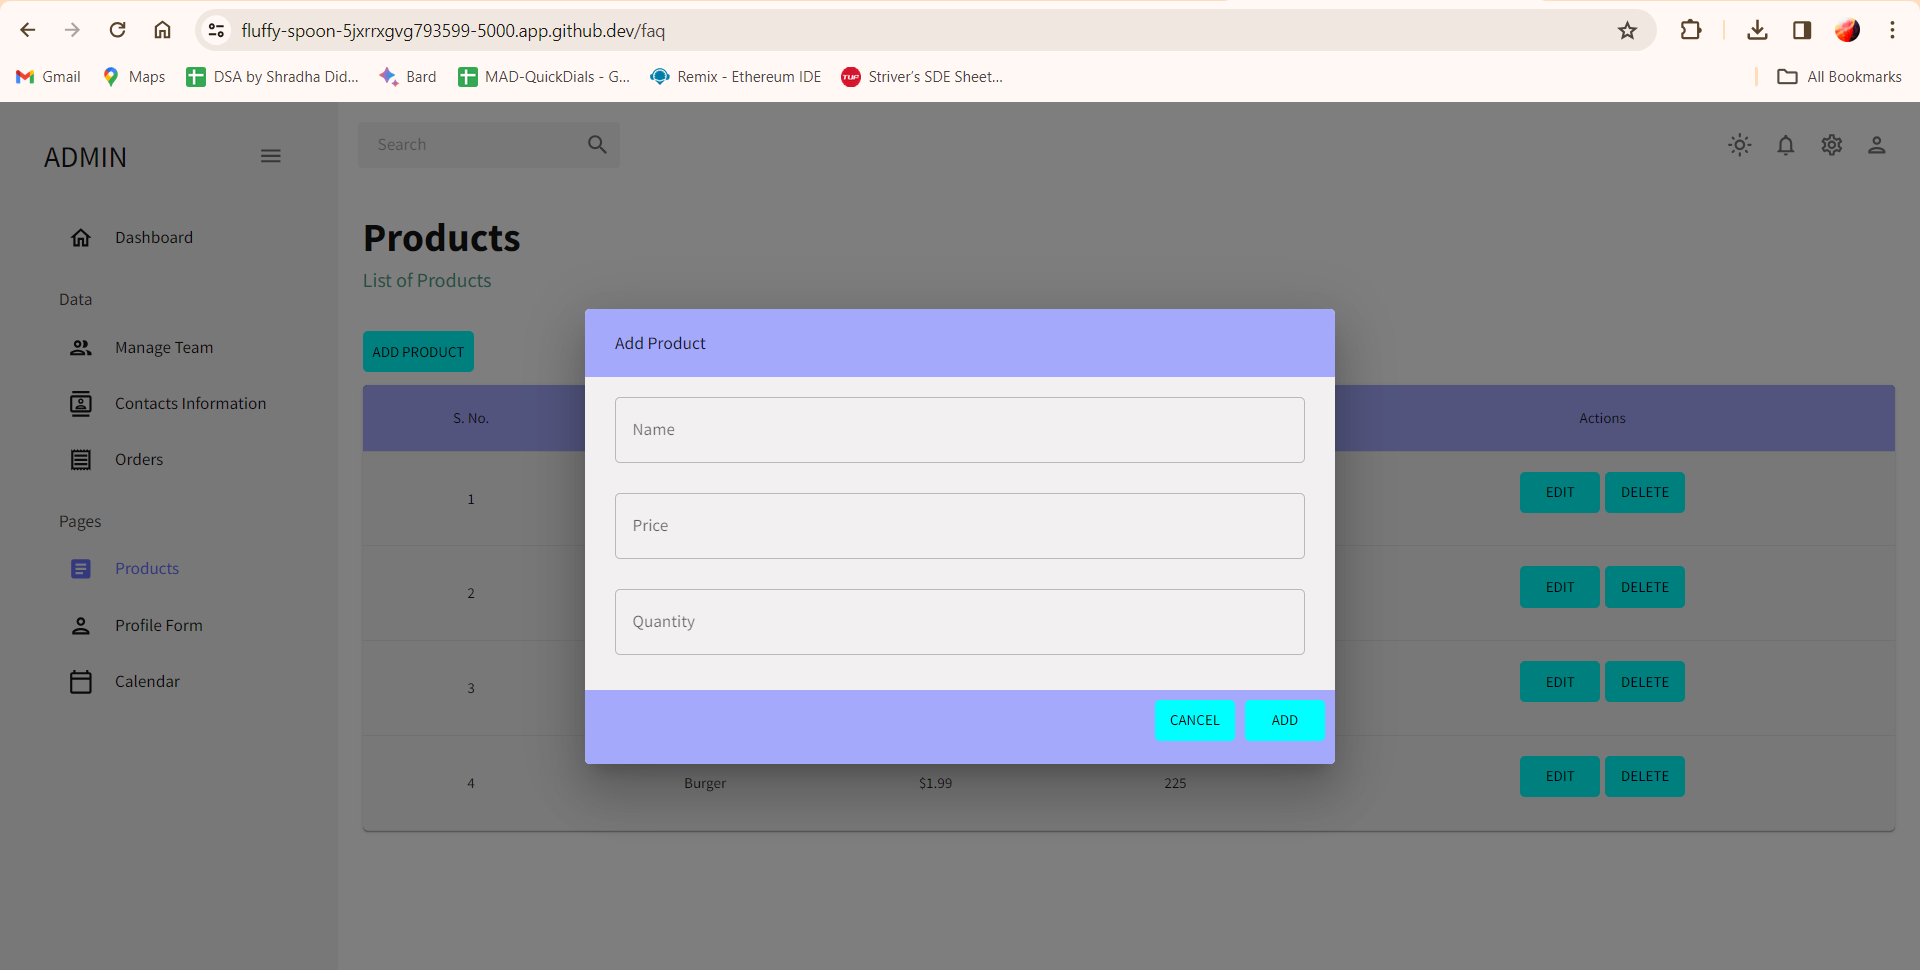 fluffy-spoon-5jxrrxgvg793599-5000.app.github.dev/faq
Gmail Maps DSA by Shradha Did... Bard MAD-QuickDials - G... Remix - Ethereum IDE TUF Striver's SDE Sheet... All Bookmarks
ADMIN
Search
Dashboard
Data
Manage Team
Contacts Information
Orders
Pages
Products
Profile Form
Calendar
Products
List of Products
ADD PRODUCT
S. No. Actions
1 EDIT DELETE
2 EDIT DELETE
3 EDIT DELETE
4 Burger $1.99 225 EDIT DELETE
Add Product
Name
Price
Quantity
CANCEL ADD